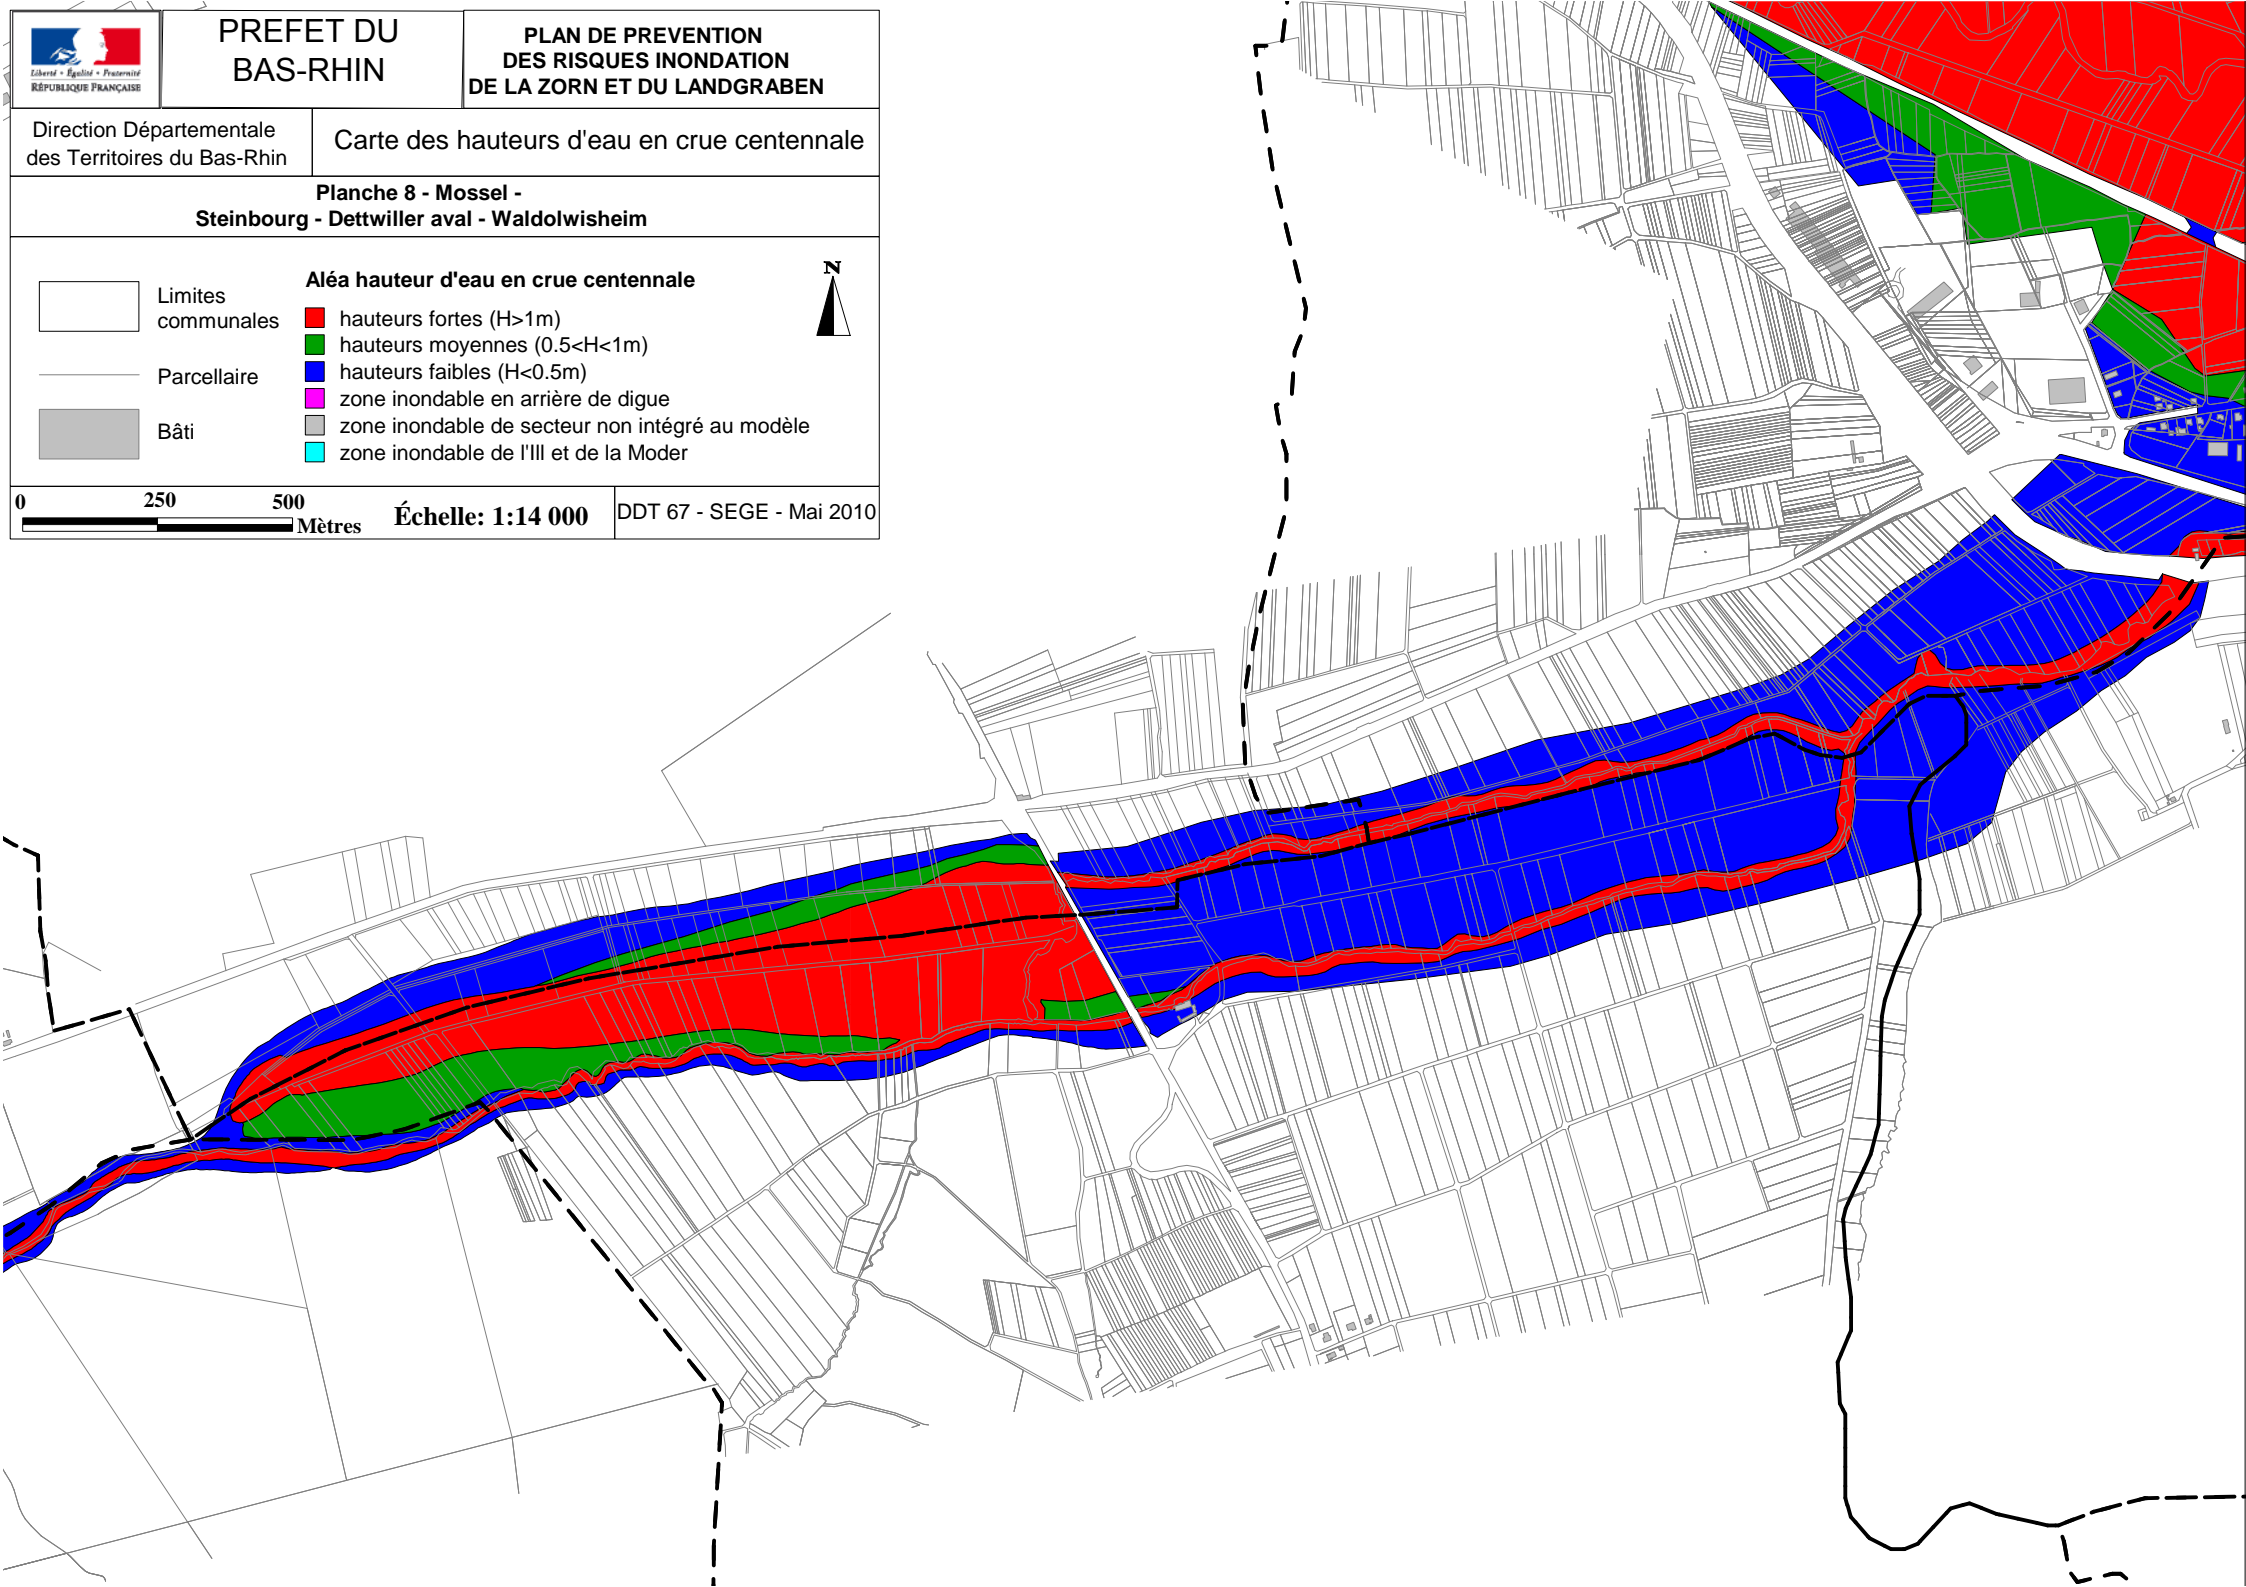 Liberté • Égalité • Fraternité
RÉPUBLIQUE FRANÇAISE
PREFET DU
BAS-RHIN
PLAN DE PREVENTION
DES RISQUES INONDATION
DE LA ZORN ET DU LANDGRABEN
Direction Départementale
des Territoires du Bas-Rhin
Carte des hauteurs d'eau en crue centennale
Planche 8 - Mossel -
Steinbourg - Dettwiller aval - Waldolwisheim
Limites
communales
Parcellaire
Bâti
Aléa hauteur d'eau en crue centennale
hauteurs fortes (H>1m)
hauteurs moyennes (0.5<H<1m)
hauteurs faibles (H<0.5m)
zone inondable en arrière de digue
zone inondable de secteur non intégré au modèle
zone inondable de l'Ill et de la Moder
N
0 250 500
Mètres
Échelle: 1:14 000
DDT 67 - SEGE - Mai 2010